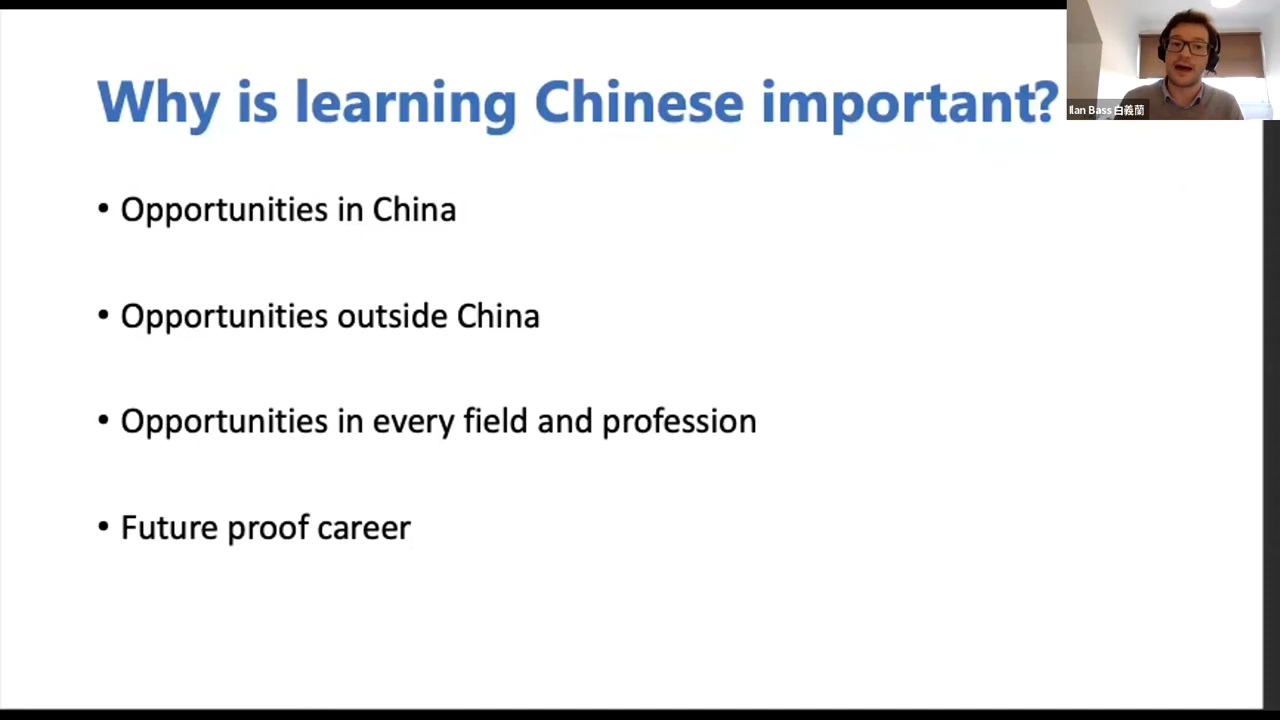 Why is learning Chinese important?
Ilan Bass 白義蘭
• Opportunities in China
• Opportunities outside China
• Opportunities in every field and profession
• Future proof career